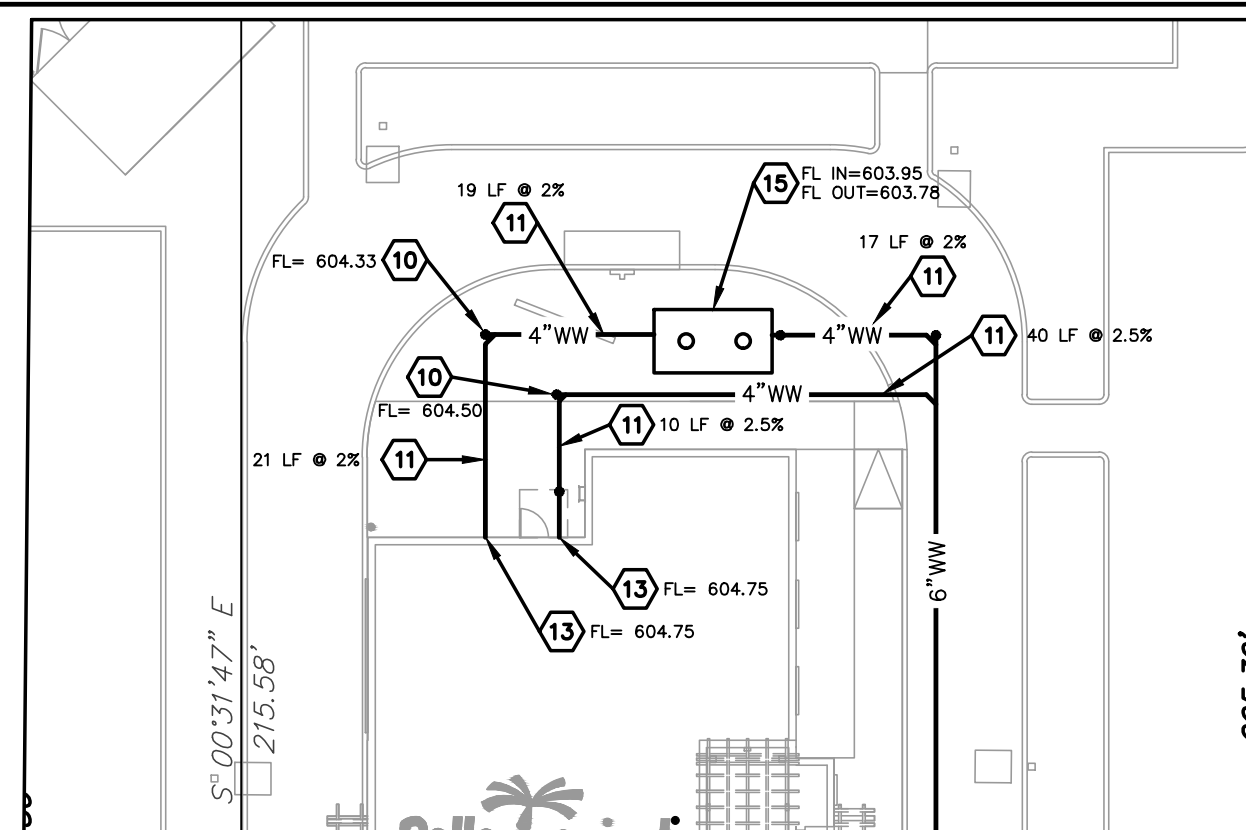 19 LF @ 2%
11
15
FL IN=603.95
FL OUT=603.78
17 LF @ 2%
11
FL= 604.33
10
4"WW
4"WW
11
40 LF @ 2.5%
10
FL= 604.50
4"WW
11
10 LF @ 2.5%
21 LF @ 2%
11
13
FL= 604.75
13
FL= 604.75
6"WW
S 00°31'47" E
215.58'